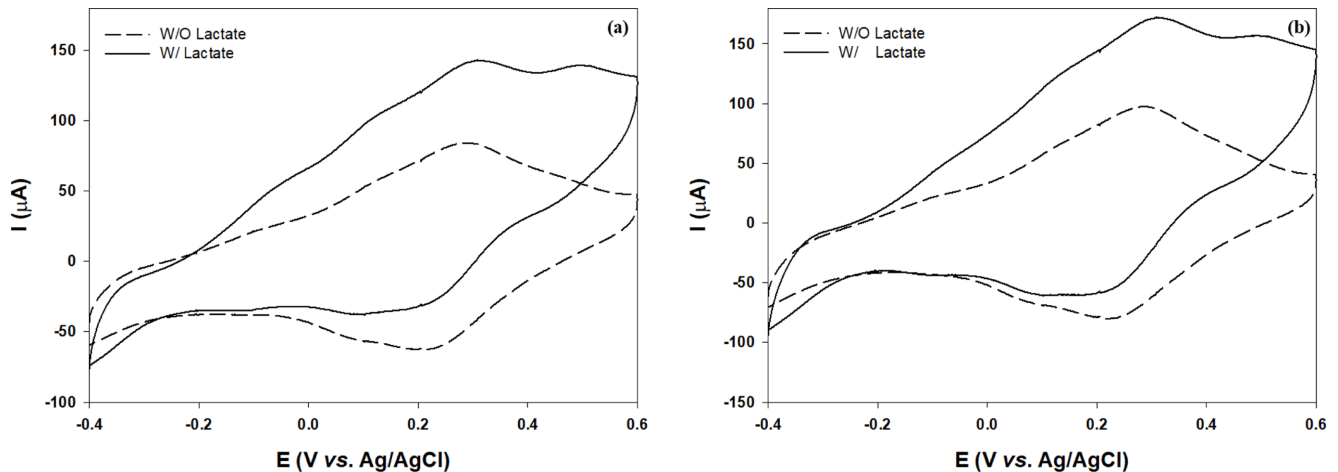 (a)
W/O Lactate
W/ Lactate
150
100
50
0
-50
-100
I (μA)
-0.4 -0.2 0.0 0.2 0.4 0.6
E (V vs. Ag/AgCl)
(b)
W/O Lactate
W/ Lactate
150
100
50
0
-50
-100
-150
I (μA)
-0.4 -0.2 0.0 0.2 0.4 0.6
E (V vs. Ag/AgCl)